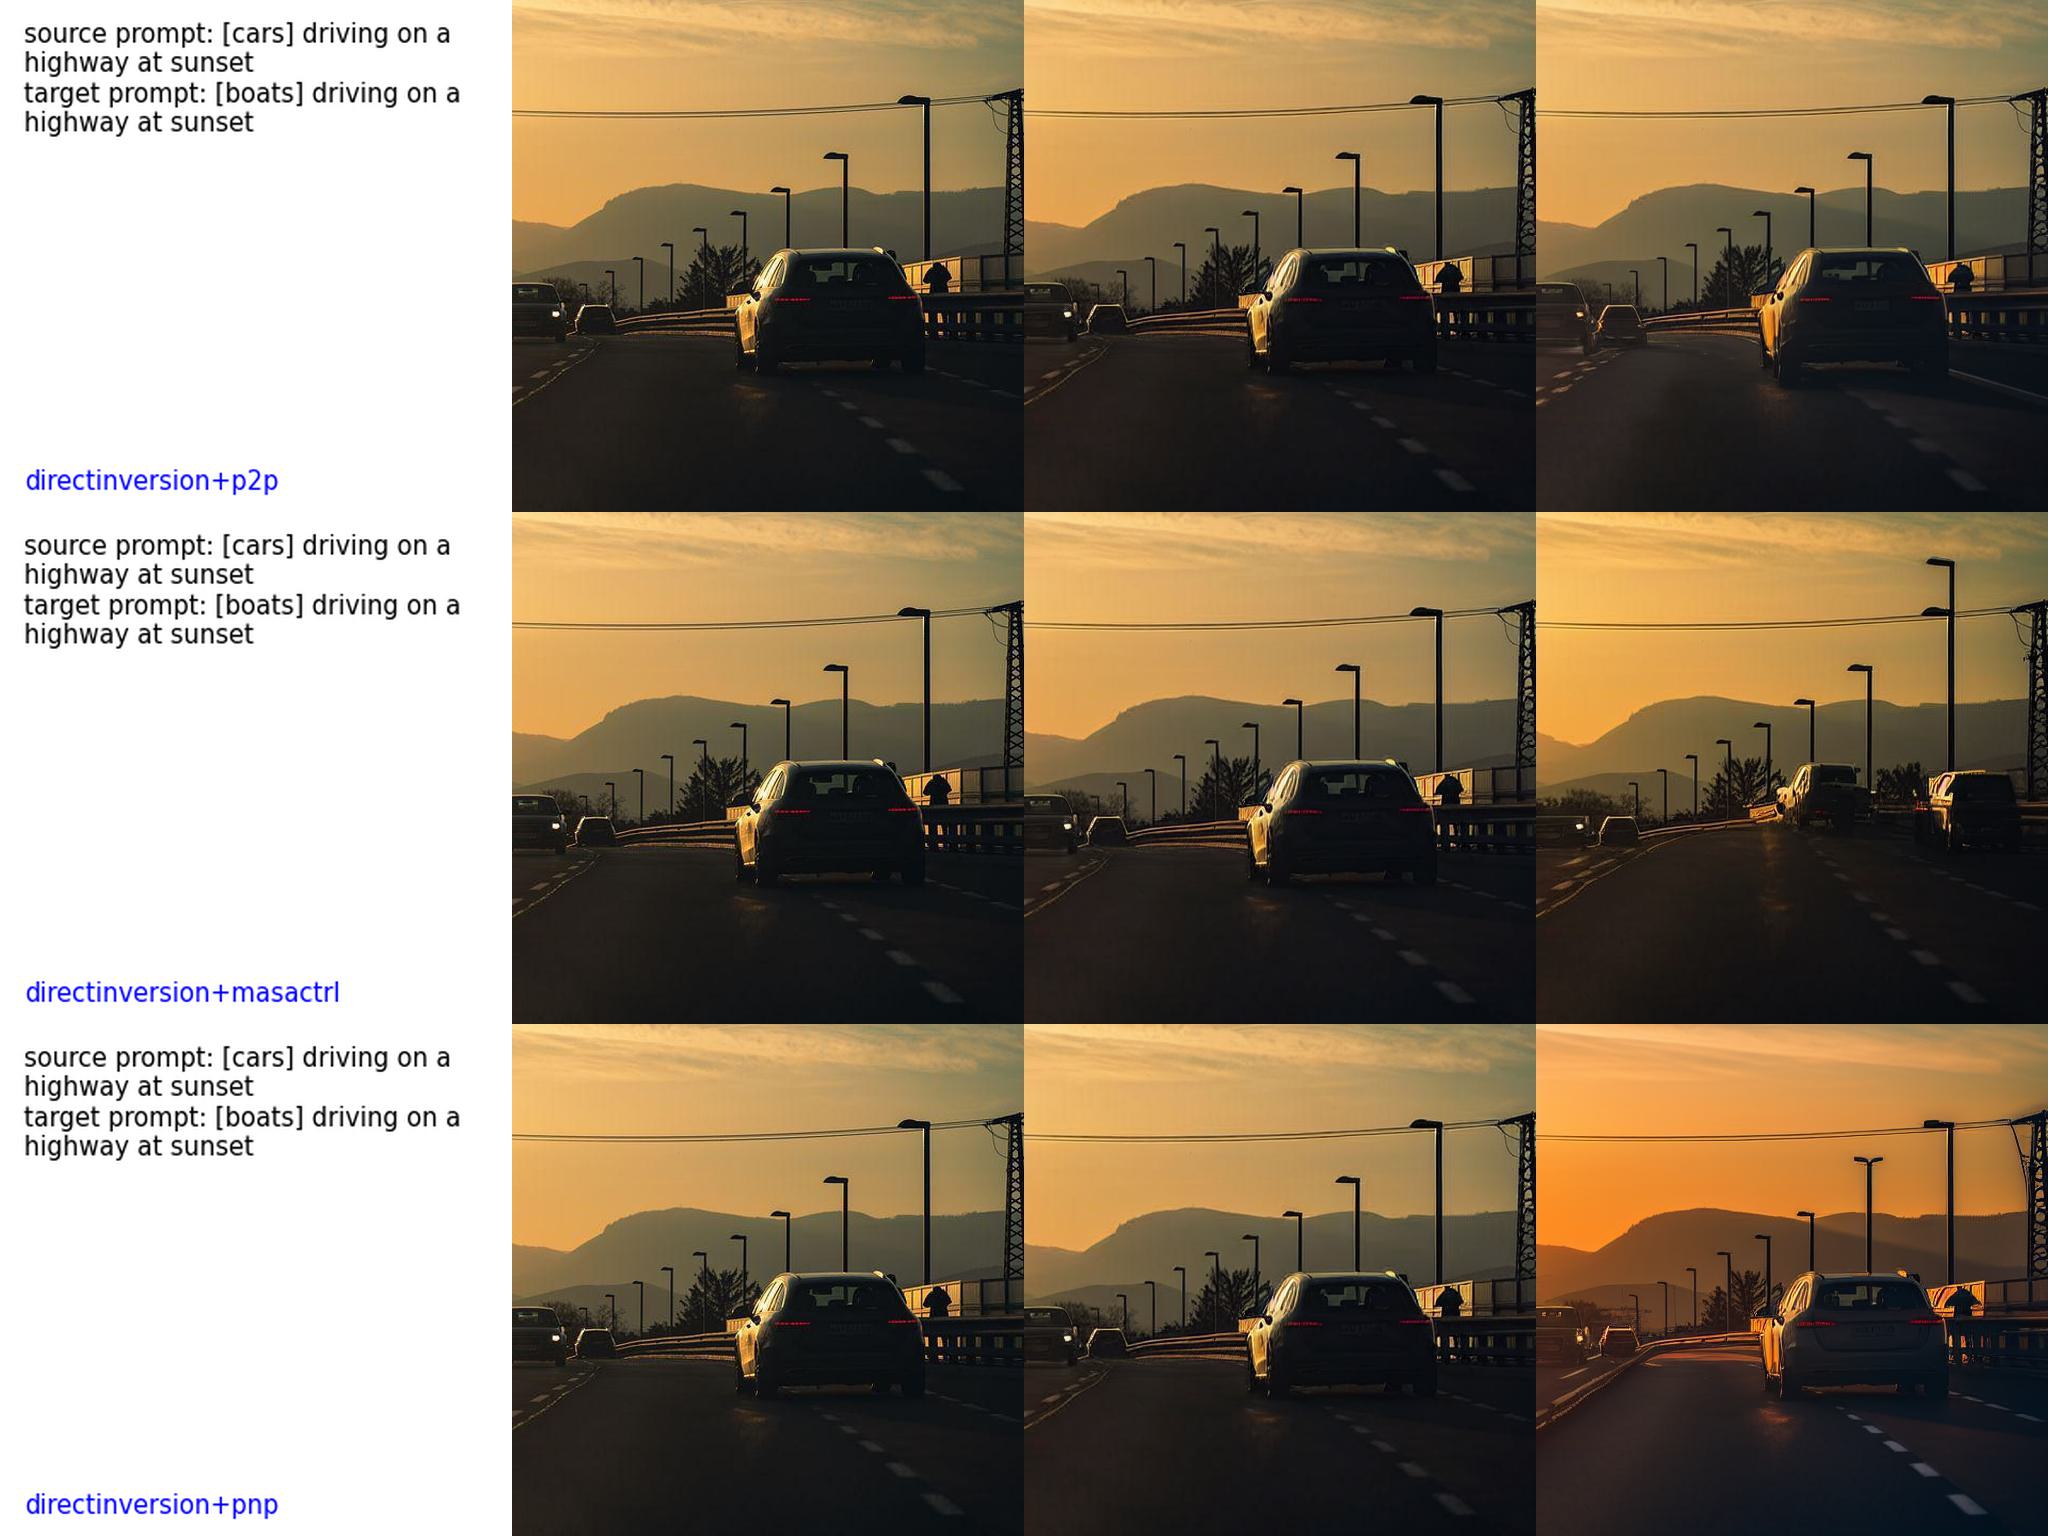 source prompt: [cars] driving on a
highway at sunset
target prompt: [boats] driving on a
highway at sunset
directinversion+p2p
source prompt: [cars] driving on a
highway at sunset
target prompt: [boats] driving on a
highway at sunset
directinversion+masactrl
source prompt: [cars] driving on a
highway at sunset
target prompt: [boats] driving on a
highway at sunset
directinversion+pnp